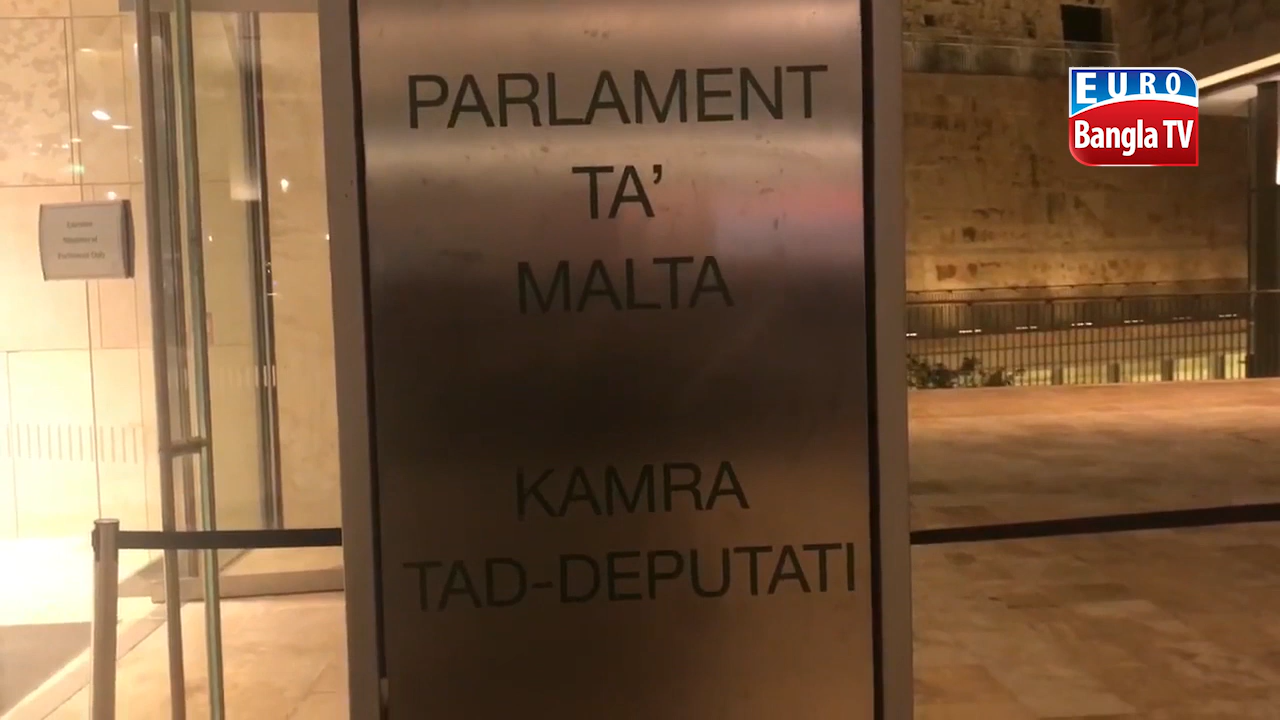 PARLAMENT
TA’
MALTA
KAMRA
TAD-DEPUTATI
EURO
Bangla TV